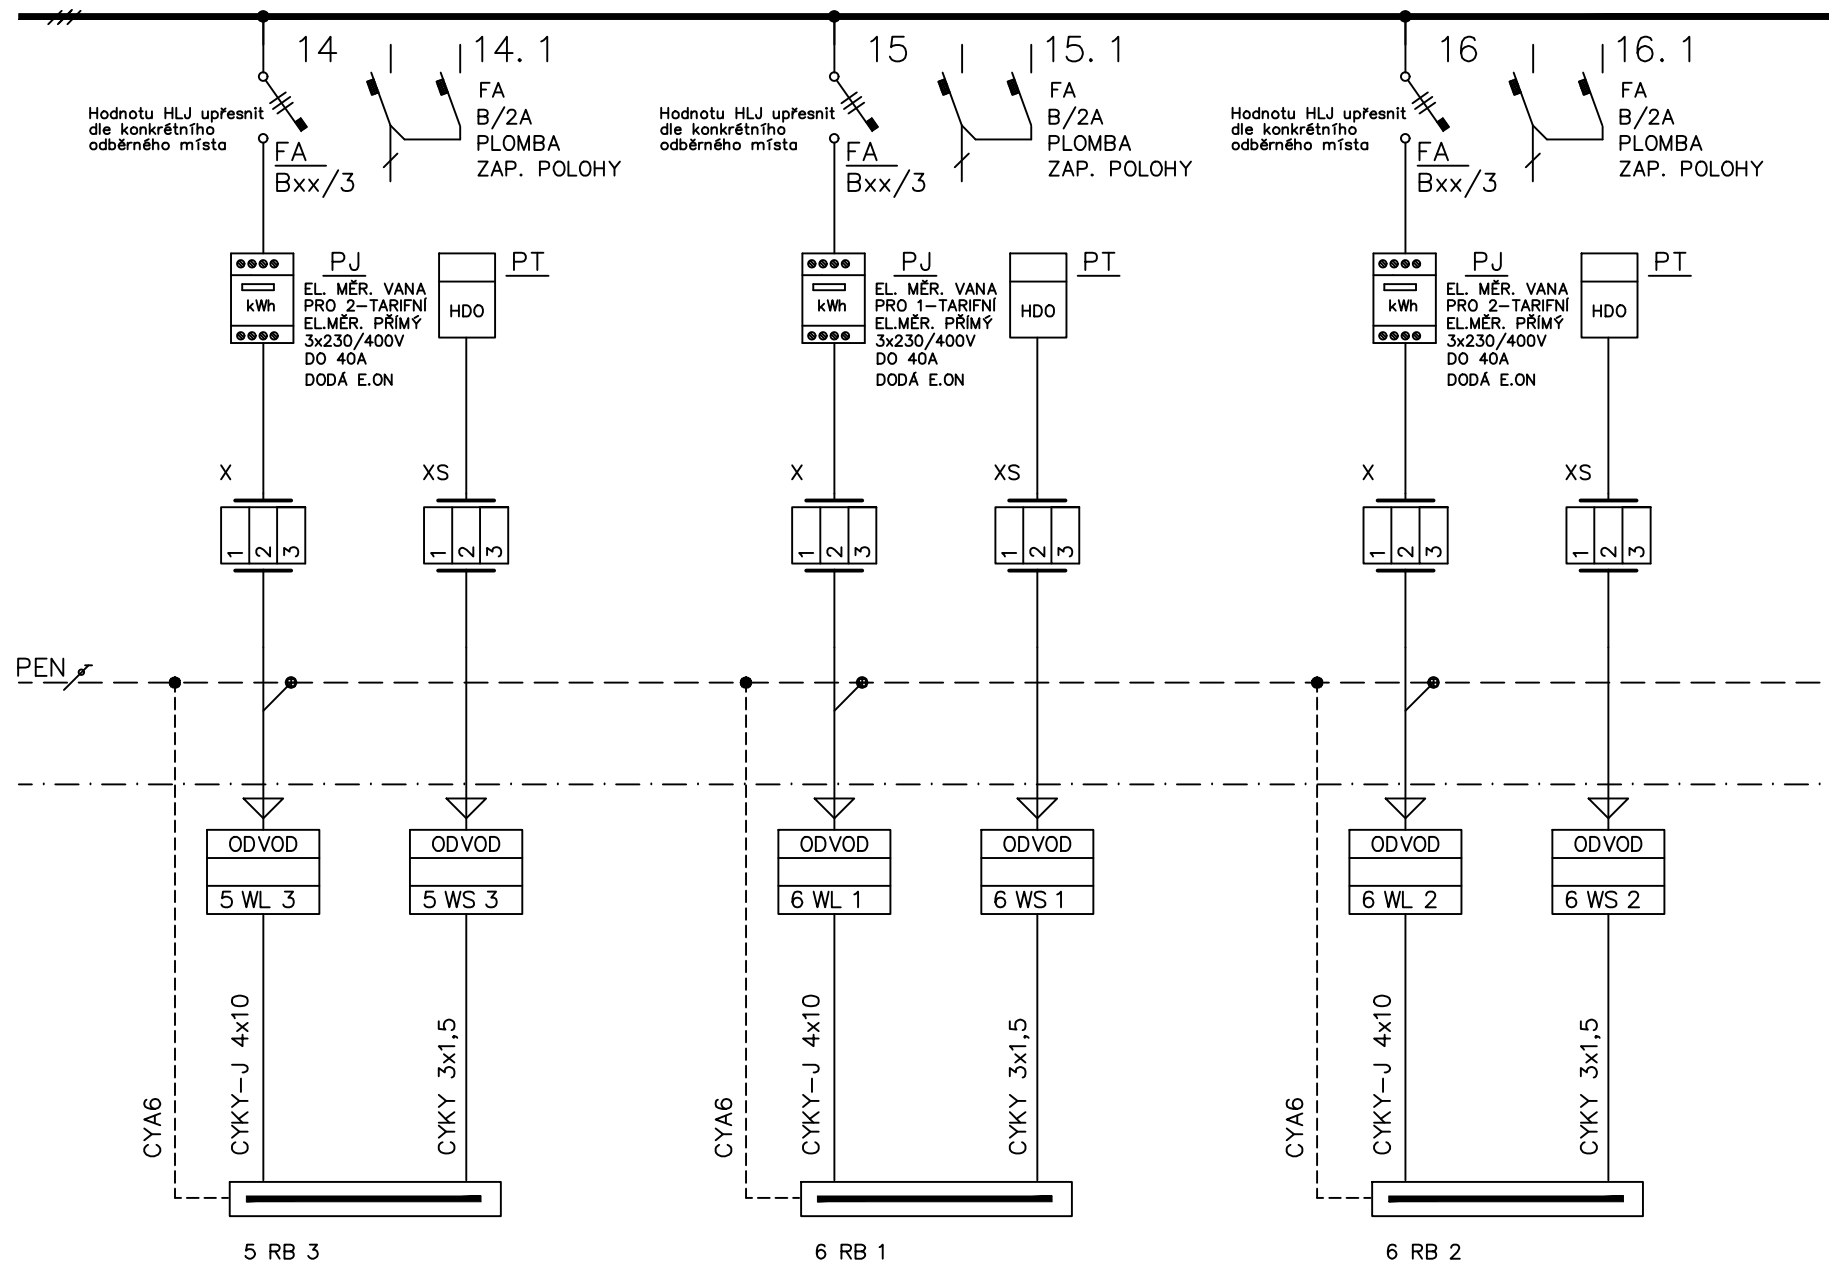 14
14.1
FA
B/2A
PLOMBA
ZAP. POLOHY
Hodnotu HLJ upřesnit
dle konkrétního
odběrného místa
FA
Bxx/3
kWh
PJ
EL. MĚR. VANA
PRO 2-TARIFNÍ
EL.MĚR. PŘÍMÝ
3x230/400V
DO 40A
DODÁ E.ON
HDO
PT
X
1 2 3
XS
1 2 3
15
15.1
FA
B/2A
PLOMBA
ZAP. POLOHY
Hodnotu HLJ upřesnit
dle konkrétního
odběrného místa
FA
Bxx/3
kWh
PJ
EL. MĚR. VANA
PRO 1-TARIFNÍ
EL.MĚR. PŘÍMÝ
3x230/400V
DO 40A
DODÁ E.ON
HDO
PT
X
1 2 3
XS
1 2 3
16
16.1
FA
B/2A
PLOMBA
ZAP. POLOHY
Hodnotu HLJ upřesnit
dle konkrétního
odběrného místa
FA
Bxx/3
kWh
PJ
EL. MĚR. VANA
PRO 2-TARIFNÍ
EL.MĚR. PŘÍMÝ
3x230/400V
DO 40A
DODÁ E.ON
HDO
PT
X
1 2 3
XS
1 2 3
PEN
ODVOD
5 WL 3
ODVOD
5 WS 3
CYA6
CYKY-J 4x10
CYKY 3x1,5
5 RB 3
ODVOD
6 WL 1
ODVOD
6 WS 1
CYA6
CYKY-J 4x10
CYKY 3x1,5
6 RB 1
ODVOD
6 WL 2
ODVOD
6 WS 2
CYA6
CYKY-J 4x10
CYKY 3x1,5
6 RB 2